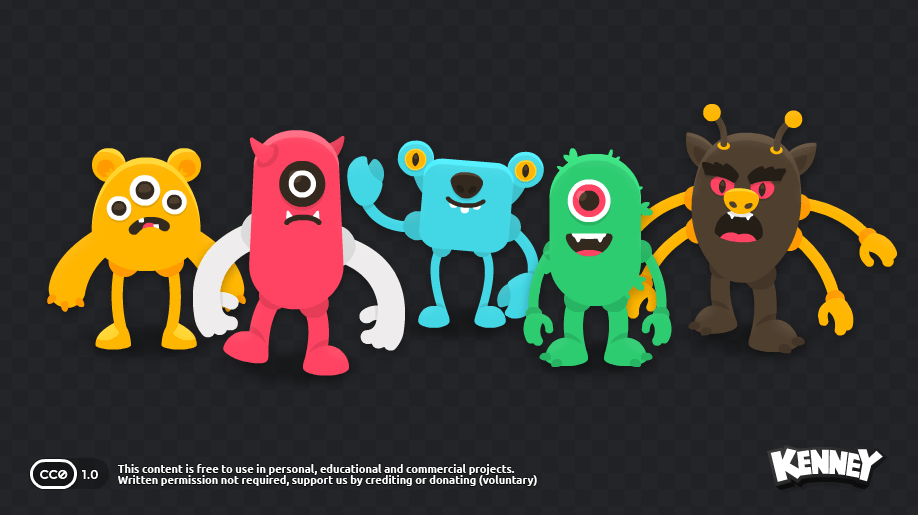 CC0 1.0
This content is free to use in personal, educational and commercial projects.
Written permission not required, support us by crediting or donating (voluntary)
KENNEY